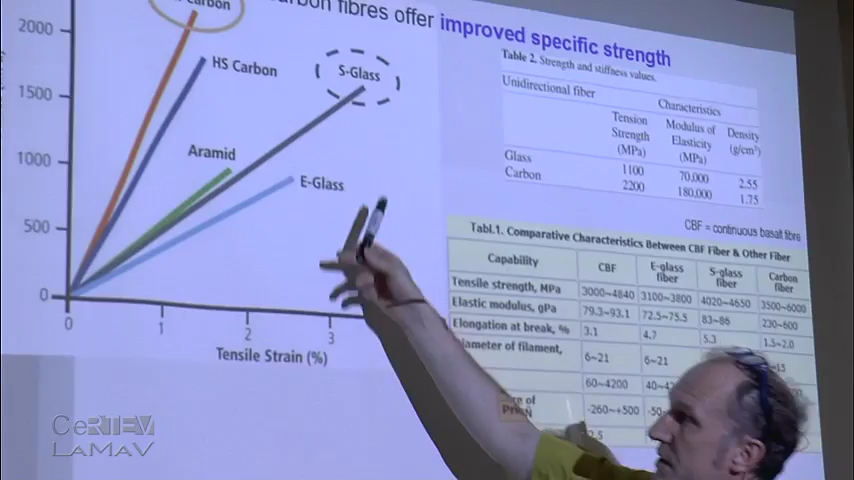 Carbon
carbon fibres offer improved specific strength
2000
1500
1000
500
0
0
1
2
3
HS Carbon
S-Glass
Aramid
E-Glass
Tensile Strain (%)
Table 2. Strength and stiffness values.
Unidirectional fiber Characteristics
Tension Strength (MPa) Modulus of Elasticity (MPa) Density (g/cm³)
Glass 1100 70,000 2.55
Carbon 2200 180,000 1.75
CBF = continuous basalt fibre
Tabl.1. Comparative Characteristics Between CBF Fiber & Other Fiber
Capability CBF E-glass fiber S-glass fiber Carbon fiber
Tensile strength, MPa 3000~4840 3100~3800 4020~4650 3500~6000
Elastic modulus, gPa 79.3~93.1 72.5~75.5 83~86 230~600
Elongation at break, % 3.1 4.7 5.3 1.5~2.0
diameter of filament, 6~21 6~21 ~15
60~4200
-260~+500 -50
CeRTEV
LaMaV